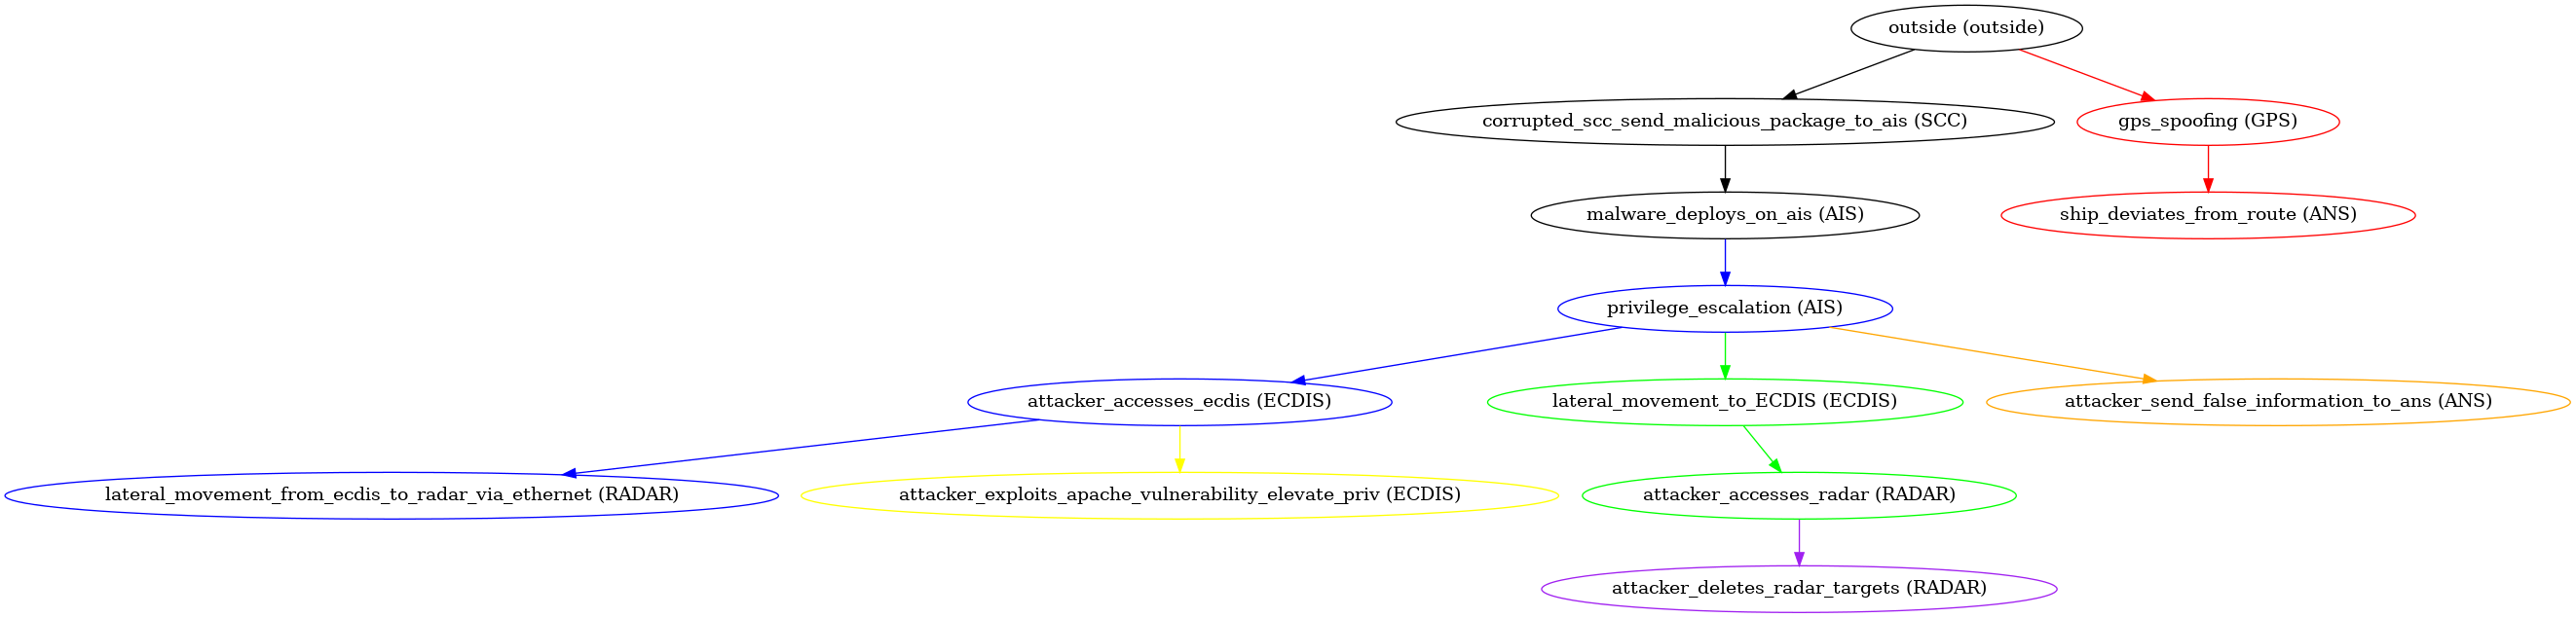 outside (outside)
corrupted_scc_send_malicious_package_to_ais (SCC)
gps_spoofing (GPS)
malware_deploys_on_ais (AIS)
ship_deviates_from_route (ANS)
privilege_escalation (AIS)
attacker_accesses_ecdis (ECDIS)
lateral_movement_to_ECDIS (ECDIS)
attacker_send_false_information_to_ans (ANS)
lateral_movement_from_ecdis_to_radar_via_ethernet (RADAR)
attacker_exploits_apache_vulnerability_elevate_priv (ECDIS)
attacker_accesses_radar (RADAR)
attacker_deletes_radar_targets (RADAR)